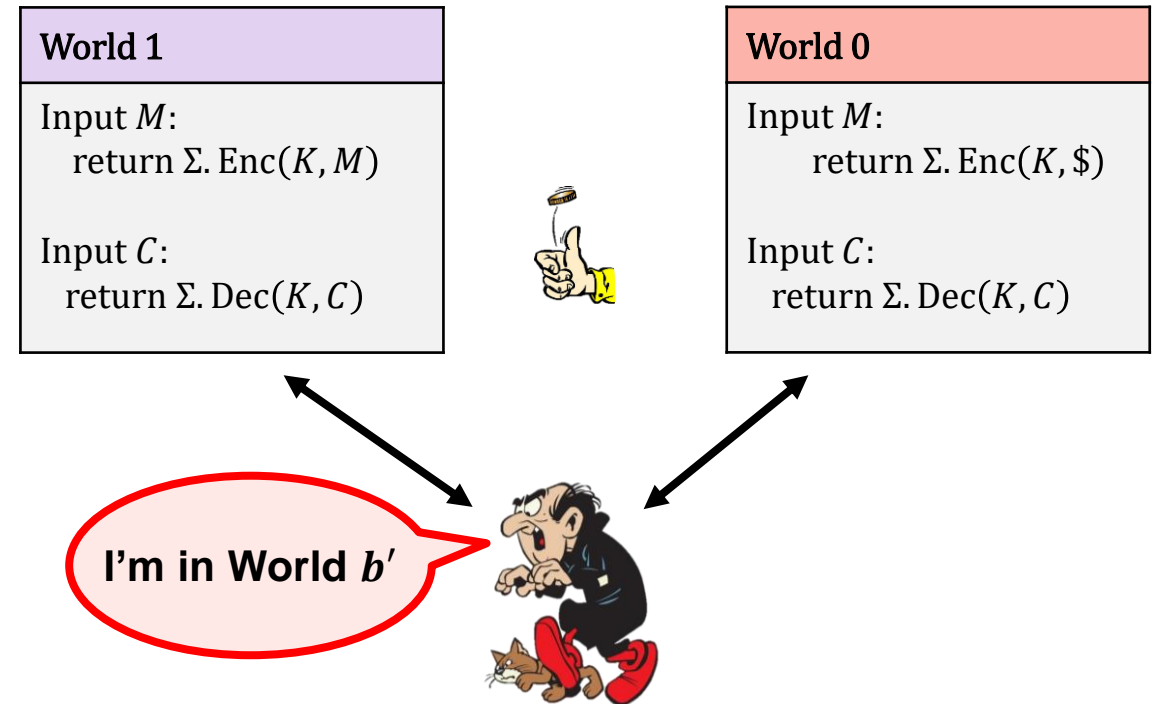 World 1
Input M:
return Σ. Enc(K, M)
Input C:
return Σ. Dec(K, C)
World 0
Input M:
return Σ. Enc(K, $)
Input C:
return Σ. Dec(K, C)
I'm in World b′